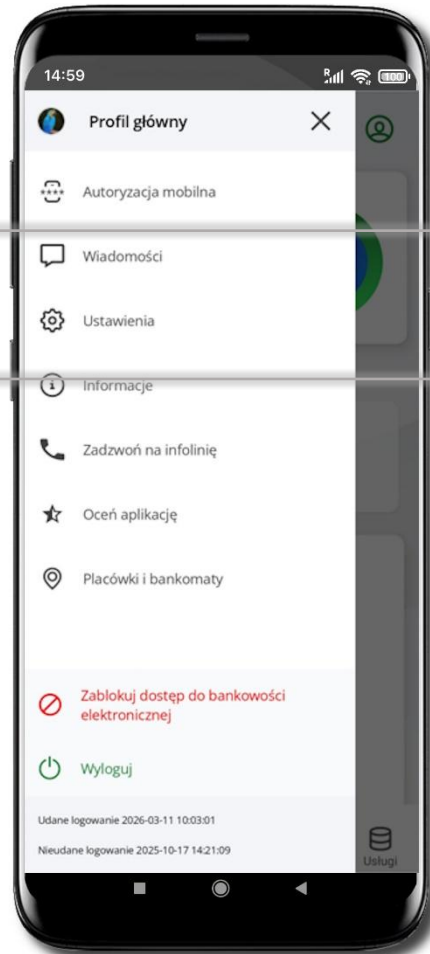 14:59
R
100
Profil główny
Autoryzacja mobilna
Wiadomości
Ustawienia
Informacje
Zadzwoń na infolinię
Oceń aplikację
Placówki i bankomaty
Zablokuj dostęp do bankowości
elektronicznej
Wyloguj
Udane logowanie 2026-03-11 10:03:01
Nieudane logowanie 2025-10-17 14:21:09
Usługi